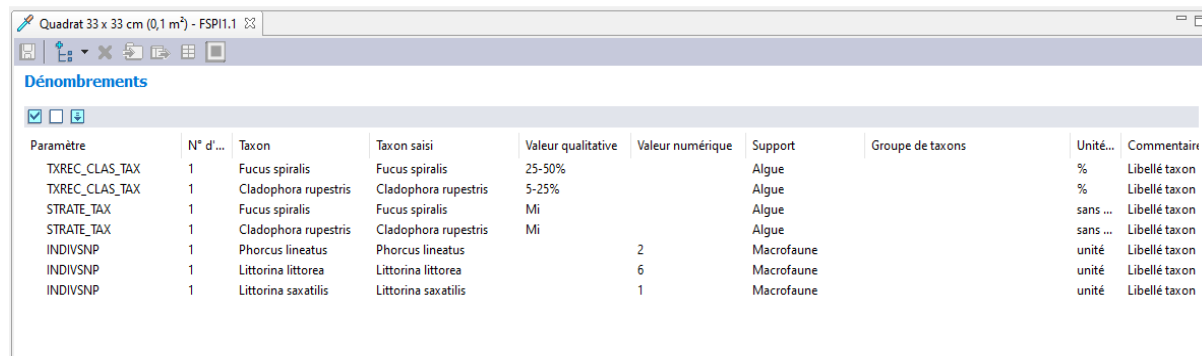 Quadrat 33 x 33 cm (0,1 m²) - FSPI1.1
Dénombrements
Paramètre N° d'... Taxon Taxon saisi Valeur qualitative Valeur numérique Support Groupe de taxons Unité... Commentaire
TXREC_CLAS_TAX 1 Fucus spiralis Fucus spiralis 25-50% Algue % Libellé taxon
TXREC_CLAS_TAX 1 Cladophora rupestris Cladophora rupestris 5-25% Algue % Libellé taxon
STRATE_TAX 1 Fucus spiralis Fucus spiralis Mi Algue sans ... Libellé taxon
STRATE_TAX 1 Cladophora rupestris Cladophora rupestris Mi Algue sans ... Libellé taxon
INDIVSNP 1 Phorcus lineatus Phorcus lineatus 2 Macrofaune unité Libellé taxon
INDIVSNP 1 Littorina littorea Littorina littorea 6 Macrofaune unité Libellé taxon
INDIVSNP 1 Littorina saxatilis Littorina saxatilis 1 Macrofaune unité Libellé taxon